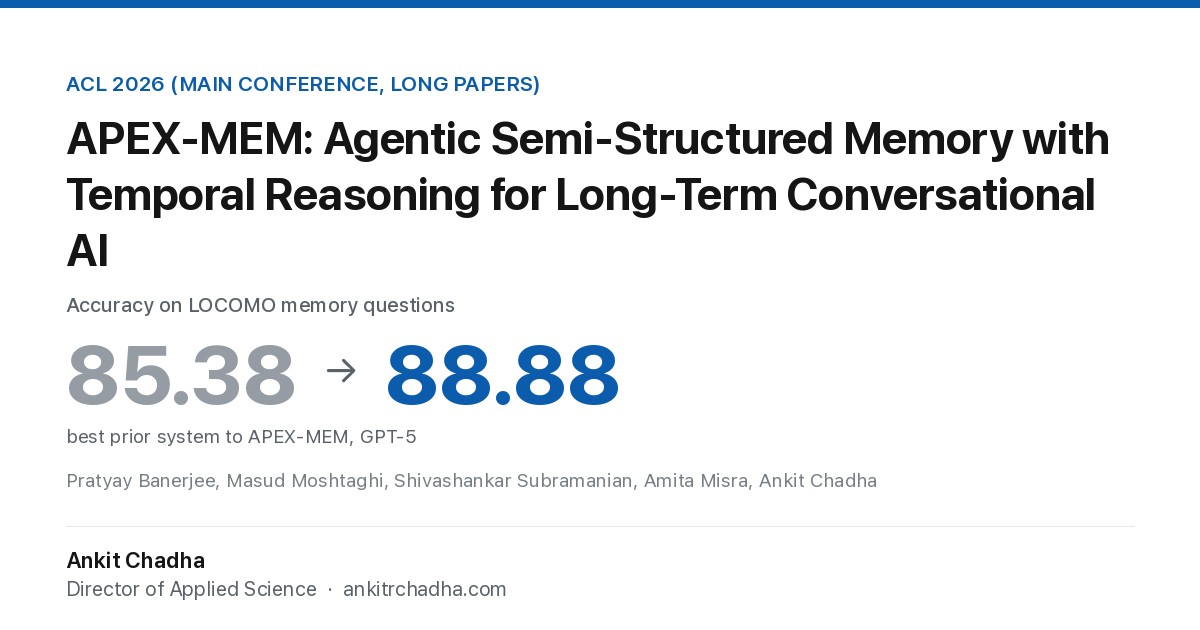 ACL 2026 (MAIN CONFERENCE, LONG PAPERS)
APEX-MEM: Agentic Semi-Structured Memory with
Temporal Reasoning for Long-Term Conversational
AI
Accuracy on LOCOMO memory questions
85.38 → 88.88
best prior system to APEX-MEM, GPT-5
Pratyay Banerjee, Masud Moshtaghi, Shivashankar Subramanian, Amita Misra, Ankit Chadha
Ankit Chadha
Director of Applied Science · ankitrchadha.com